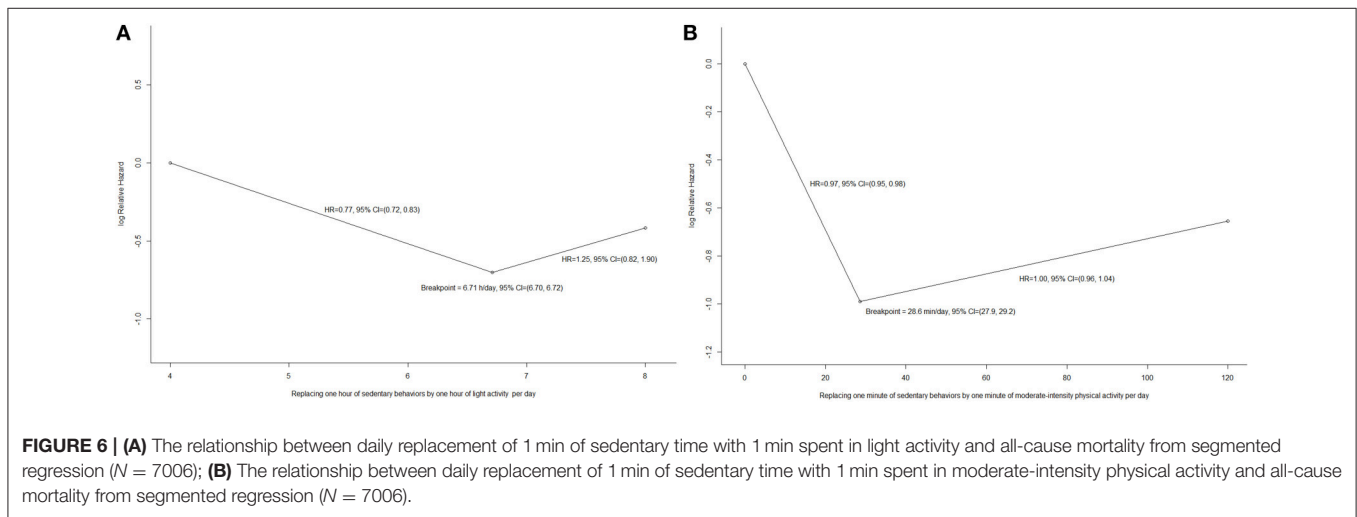 A
B
0.5
0.0
-0.5
-1.0
log Relative Hazard
HR=0.77, 95% CI=(0.72, 0.83)
HR=1.25, 95% CI=(0.82, 1.90)
Breakpoint = 6.71 h/day, 95% CI=(6.70, 6.72)
4 5 6 7 8
Replacing one hour of sedentary behaviors by one hour of light activity per day
0.0
-0.2
-0.4
-0.6
-0.8
-1.0
-1.2
log Relative Hazard
HR=0.97, 95% CI=(0.95, 0.98)
HR=1.00, 95% CI=(0.96, 1.04)
Breakpoint = 28.6 min/day, 95% CI=(27.9, 29.2)
0 20 40 60 80 100 120
Replacing one minute of sedentary behaviors by one minute of moderate-intensity physical activity per day
FIGURE 6 | (A) The relationship between daily replacement of 1 min of sedentary time with 1 min spent in light activity and all-cause mortality from segmented
regression (N = 7006); (B) The relationship between daily replacement of 1 min of sedentary time with 1 min spent in moderate-intensity physical activity and all-cause
mortality from segmented regression (N = 7006).